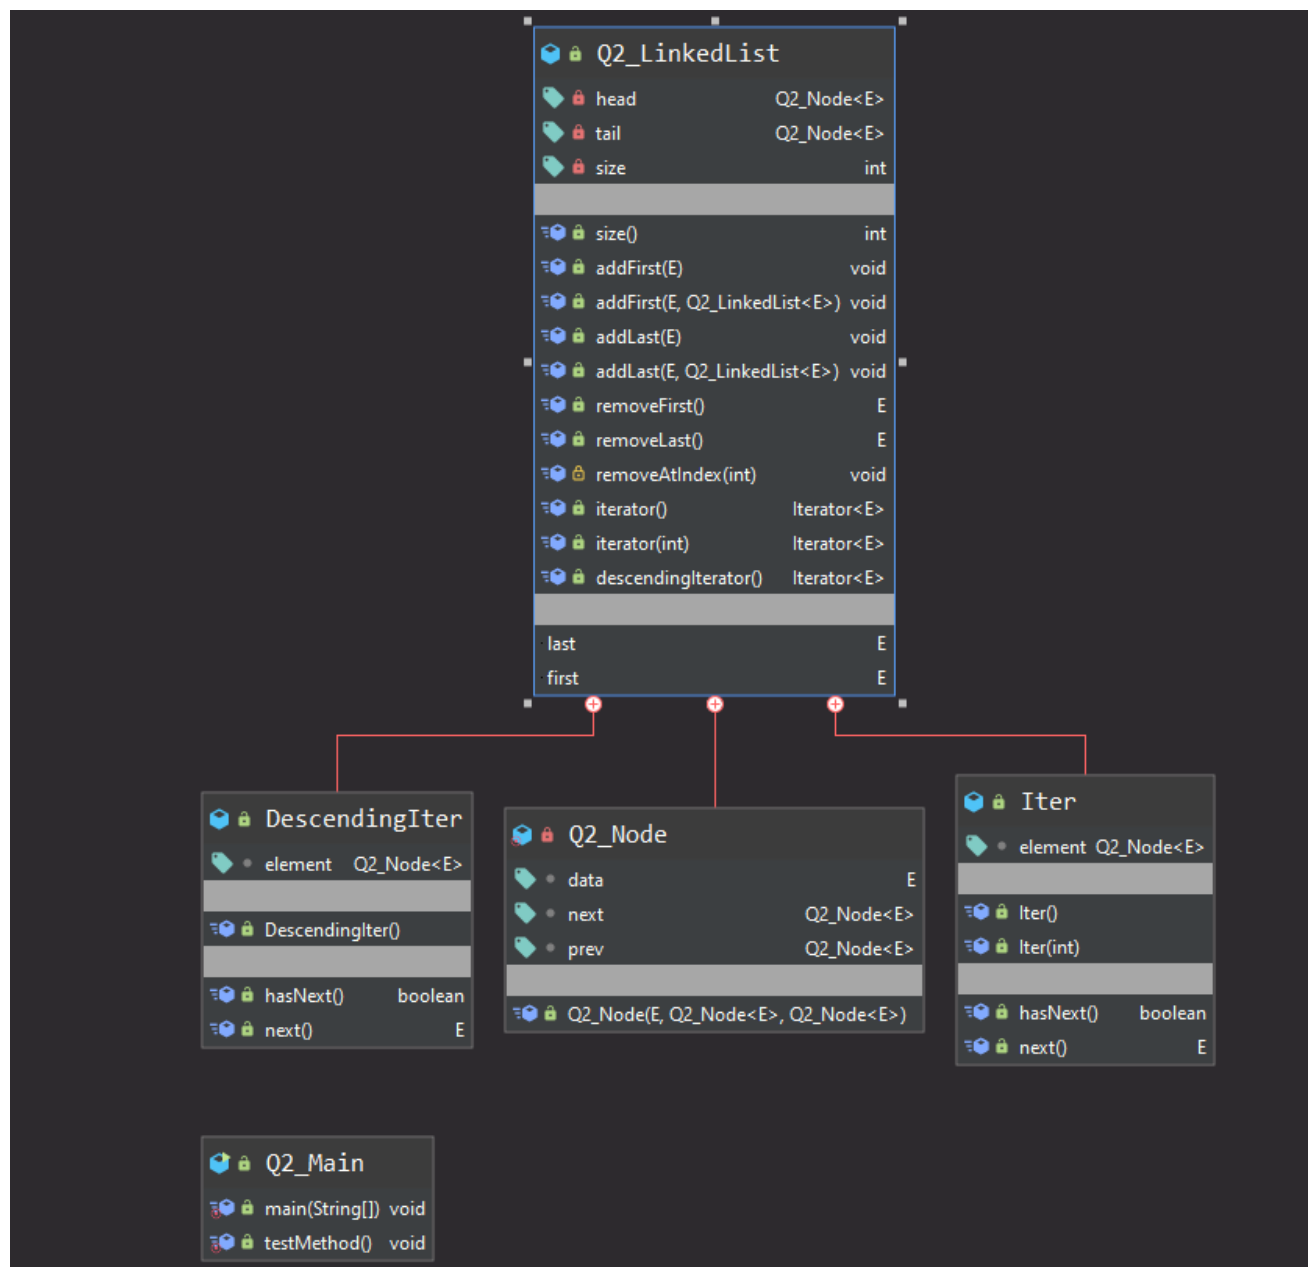 Q2_LinkedList
head Q2_Node<E>
tail Q2_Node<E>
size int
size() int
addFirst(E) void
addFirst(E, Q2_LinkedList<E>) void
addLast(E) void
addLast(E, Q2_LinkedList<E>) void
removeFirst() E
removeLast() E
removeAtIndex(int) void
iterator() Iterator<E>
iterator(int) Iterator<E>
descendingIterator() Iterator<E>
last E
first E
DescendingIter
element Q2_Node<E>
DescendingIter()
hasNext() boolean
next() E
Q2_Node
data E
next Q2_Node<E>
prev Q2_Node<E>
Q2_Node(E, Q2_Node<E>, Q2_Node<E>)
Iter
element Q2_Node<E>
Iter()
Iter(int)
hasNext() boolean
next() E
Q2_Main
main(String[]) void
testMethod() void